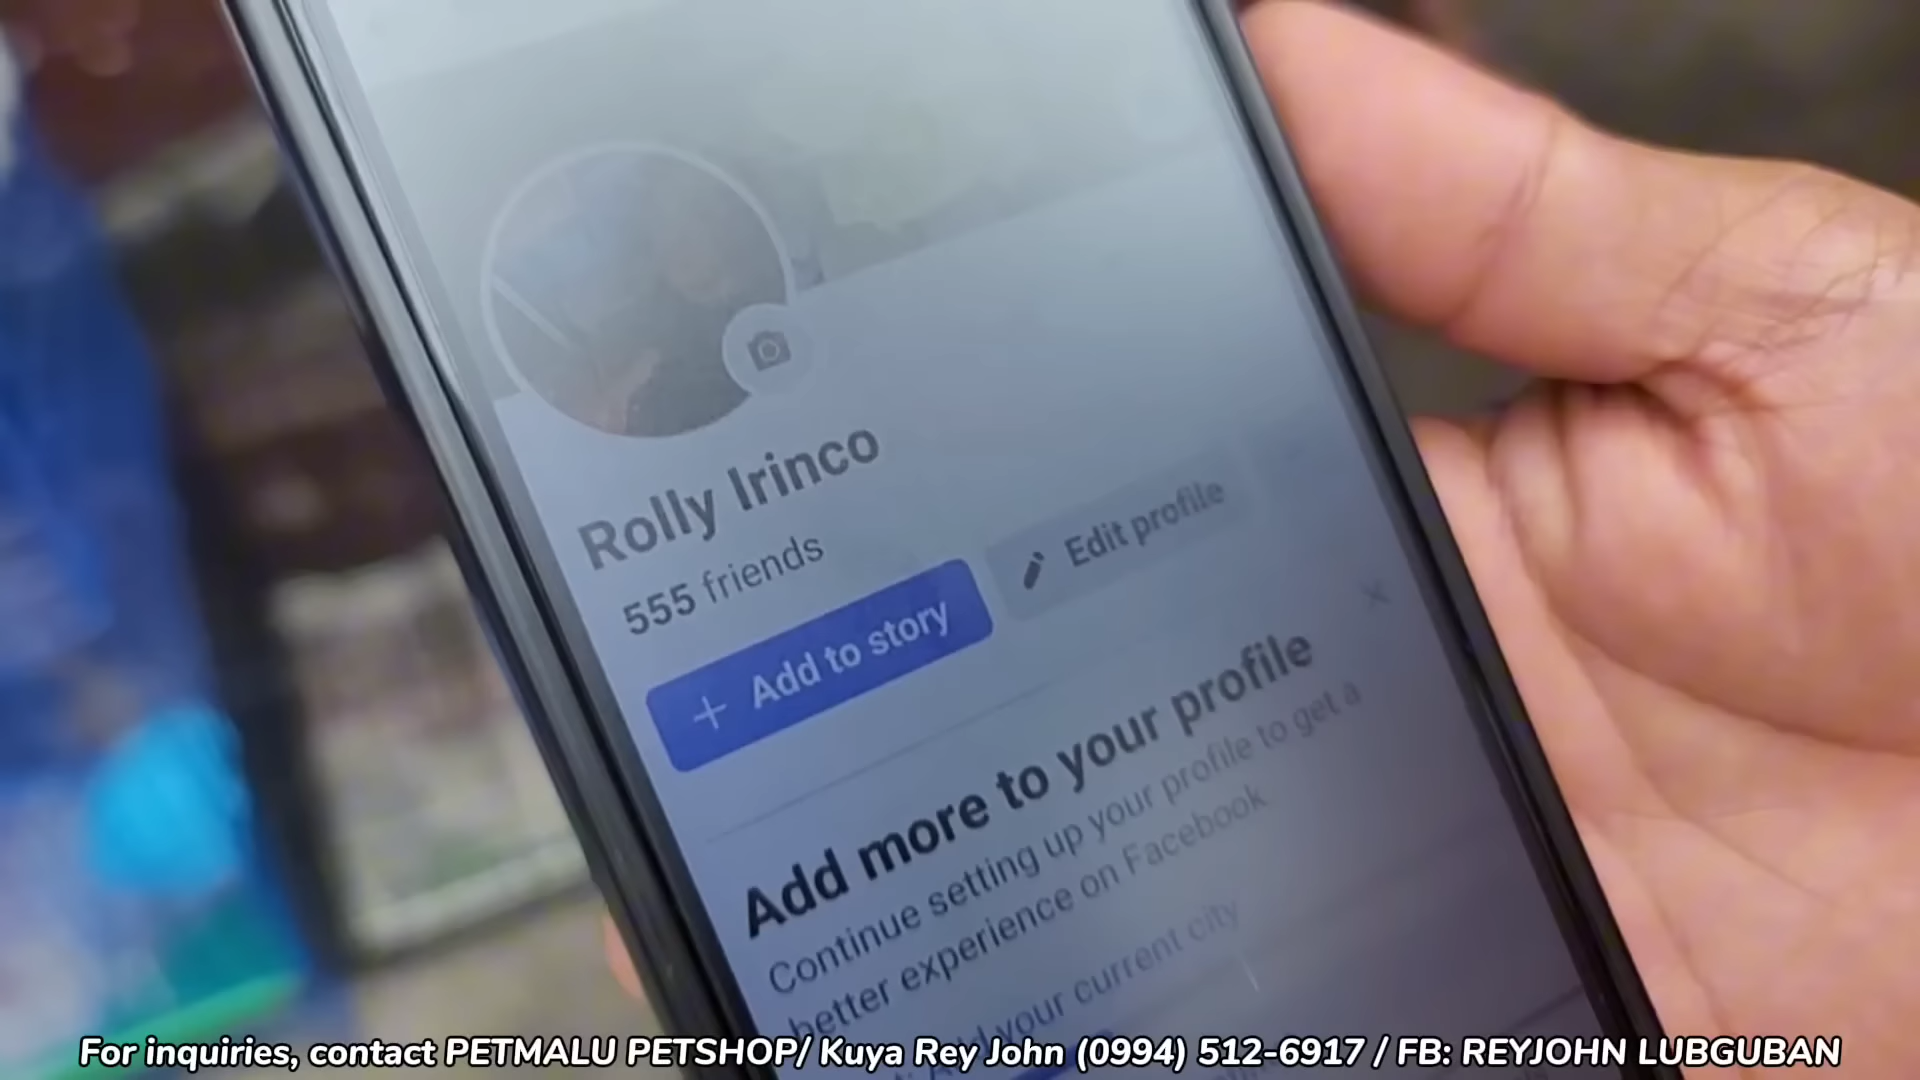 Rolly Irinco
555 friends
+ Add to story
Edit profile
Add more to your profile
Continue setting up your profile to get a
better experience on Facebook
Add your current city
For inquiries, contact PETMALU PETSHOP/ Kuya Rey John (0994) 512-6917 / FB: REYJOHN LUBGUBAN